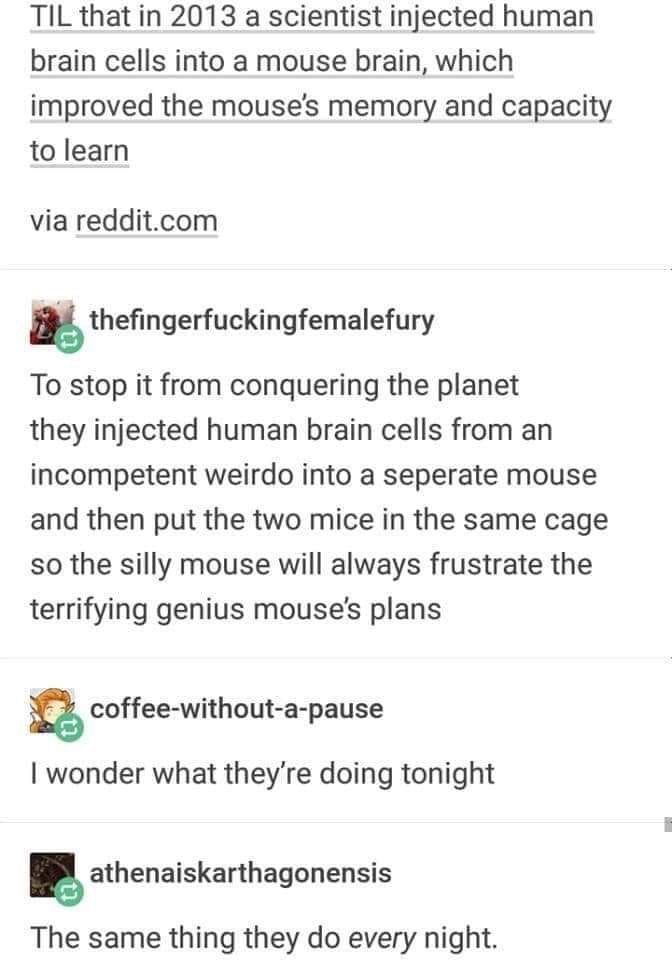 TIL that in 2013 a scientist injected human
brain cells into a mouse brain, which
improved the mouse's memory and capacity
to learn
via reddit.com
thefingerfuckingfemalefury
To stop it from conquering the planet
they injected human brain cells from an
incompetent weirdo into a seperate mouse
and then put the two mice in the same cage
so the silly mouse will always frustrate the
terrifying genius mouse's plans
coffee-without-a-pause
I wonder what they're doing tonight
athenaiskarthagonensis
The same thing they do every night.